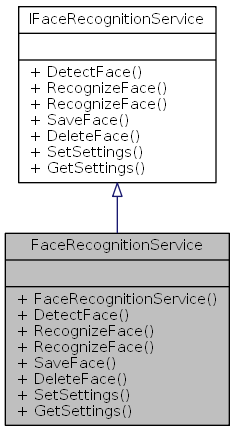 IFaceRecognitionService
+ DetectFace()
+ RecognizeFace()
+ RecognizeFace()
+ SaveFace()
+ DeleteFace()
+ SetSettings()
+ GetSettings()
FaceRecognitionService
+ FaceRecognitionService()
+ DetectFace()
+ RecognizeFace()
+ RecognizeFace()
+ SaveFace()
+ DeleteFace()
+ SetSettings()
+ GetSettings()